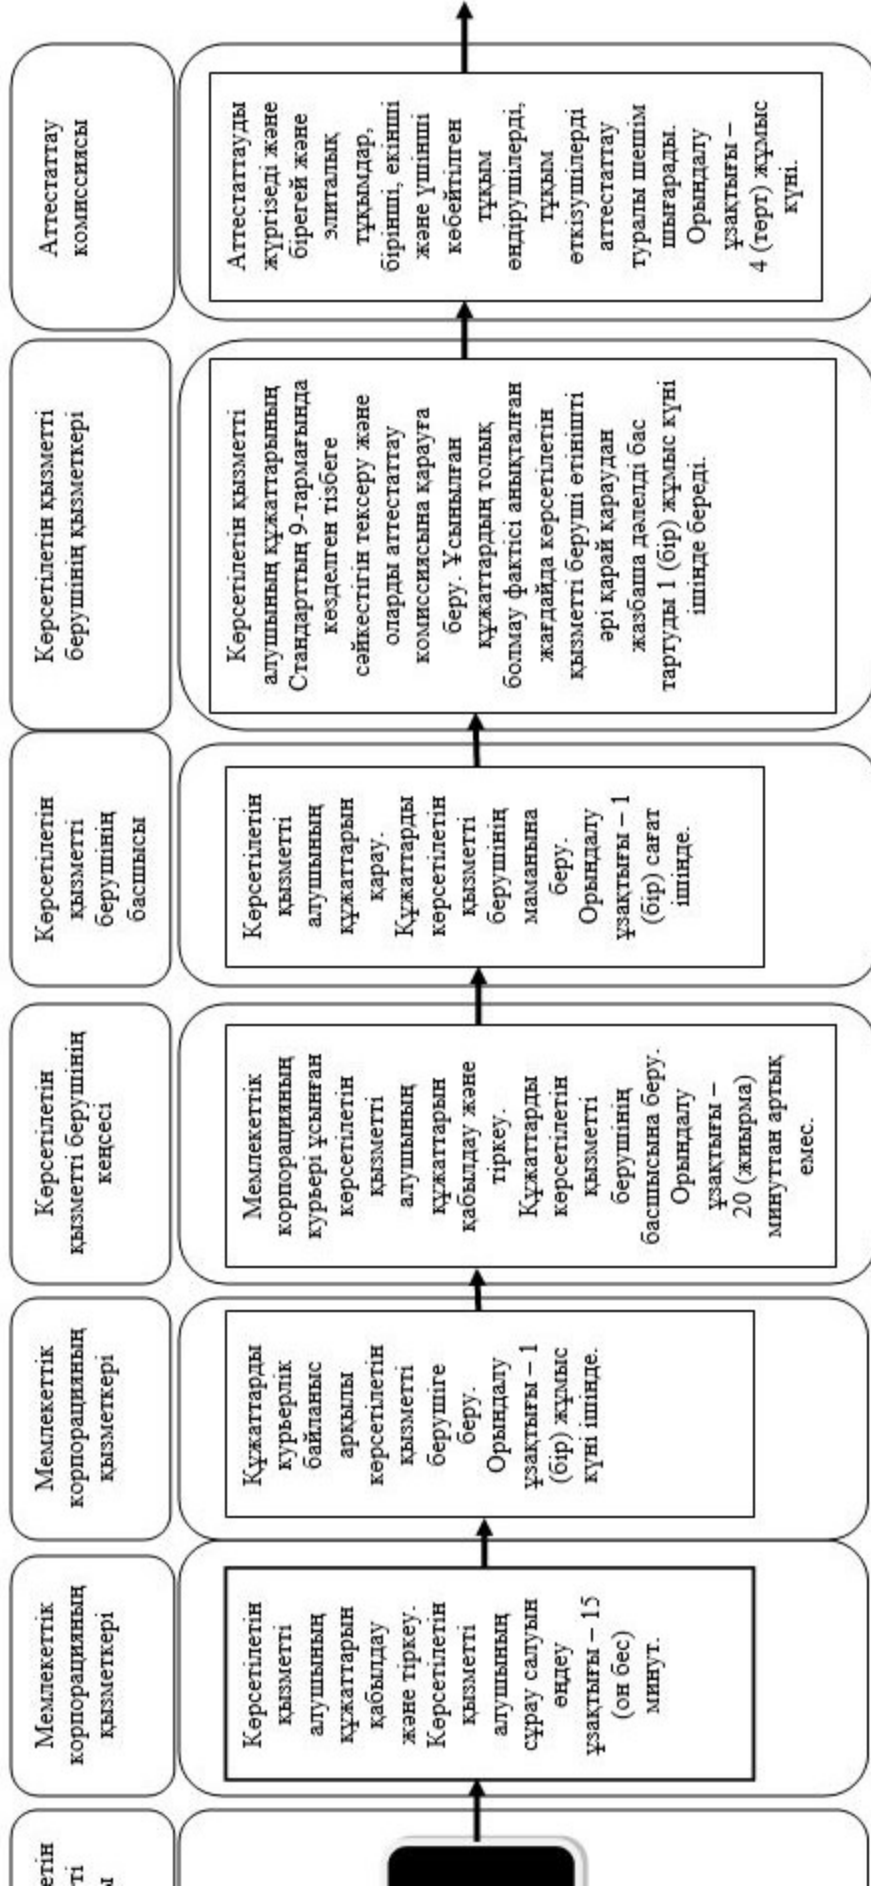 етін
ті
ы
Мемлекеттік
корпорацияның
қызметкері
Көрсетілетін
қызметті
алушының
құжаттарын
қабылдау
және тіркеу.
Көрсетілетін
қызметті
алушының
сұрау салуын
өңдеу
ұзақтығы – 15
(он бес)
минут.
Мемлекеттік
корпорацияның
қызметкері
Құжаттарды
курьерлік
байланыс
арқылы
көрсетілетін
қызметті
берушіге
беру.
Орындалу
ұзақтығы – 1
(бір) жұмыс
күні ішінде.
Көрсетілетін
қызметті берушінің
кеңсесі
Мемлекеттік
корпорацияның
курьері ұсынған
көрсетілетін
қызметті
алушының
құжаттарын
қабылдау және
тіркеу.
Құжаттарды
көрсетілетін
қызметті
берушінің
басшысына беру.
Орындалу
ұзақтығы –
20 (жиырма)
минуттан артық
емес.
Көрсетілетін
қызметті
берушінің
басшысы
Көрсетілетін
қызметті
алушының
құжаттарын
қарау.
Құжаттарды
көрсетілетін
қызметті
берушінің
маманына
беру.
Орындалу
ұзақтығы – 1
(бір) сағат
ішінде.
Көрсетілетін қызметті
берушінің қызметкері
Көрсетілетін қызметті
алушының құжаттарының
Стандарттың 9-тармағында
көзделген тізбеге
сәйкестігін тексеру және
оларды аттестаттау
комиссиясына қарауға
беру. Ұсынылған
құжаттардың толық
болмау фактісі анықталған
жағдайда көрсетілетін
қызметті беруші өтінішті
әрі қарай қараудан
жазбаша дәлелді бас
тартуды 1 (бір) жұмыс күні
ішінде береді.
Аттестаттау
комиссиясы
Аттестаттауды
жүргізеді және
бірегей және
элиталық
тұқымдар,
бірінші, екінші
және үшінші
көбейтілген
тұқым
өндірушілерді,
тұқым
өткізушілерді
аттестаттау
туралы шешім
шығарады.
Орындалу
ұзақтығы –
4 (төрт) жұмыс
күні.